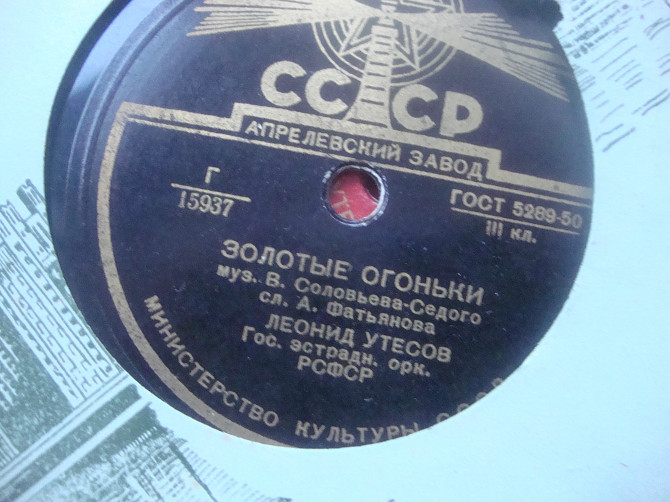 СССР
АПРЕЛЕВСКИЙ ЗАВОД
Г
15937
ГОСТ 5289-50
III кл.
ЗОЛОТЫЕ ОГОНЬКИ
муз. В. Соловьева-Седого
сл. А. Фатьянова
ЛЕОНИД УТЕСОВ
Гос. эстрадн. орк.
РСФСР
МИНИСТЕРСТВО КУЛЬТУРЫ